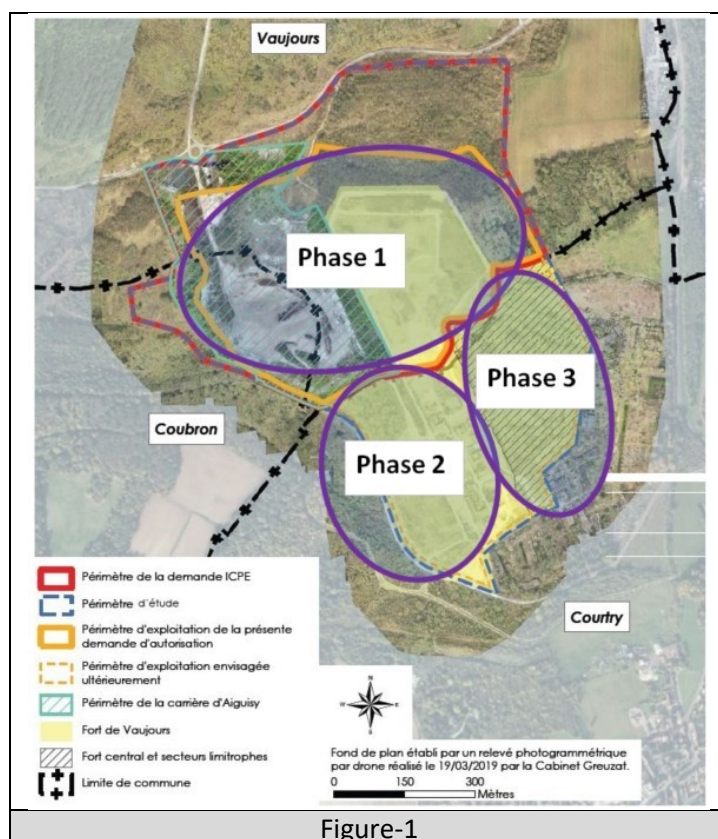 Vaujours
Phase 1
Phase 3
Coubron
Phase 2
Courtry
Périmètre de la demande ICPE
Périmètre d'étude
Périmètre d'exploitation de la présente
demande d'autorisation
Périmètre d'exploitation envisagée
ultérieurement
Périmètre de la carrière d'Aiguisy
Fort de Vaujours
Fort central et secteurs limitrophes
Limite de commune
N
W E
S
Fond de plan établi par un relevé photogrammétrique
par drone réalisé le 19/03/2019 par la Cabinet Greuzat.
0 150 300
Mètres
Figure-1